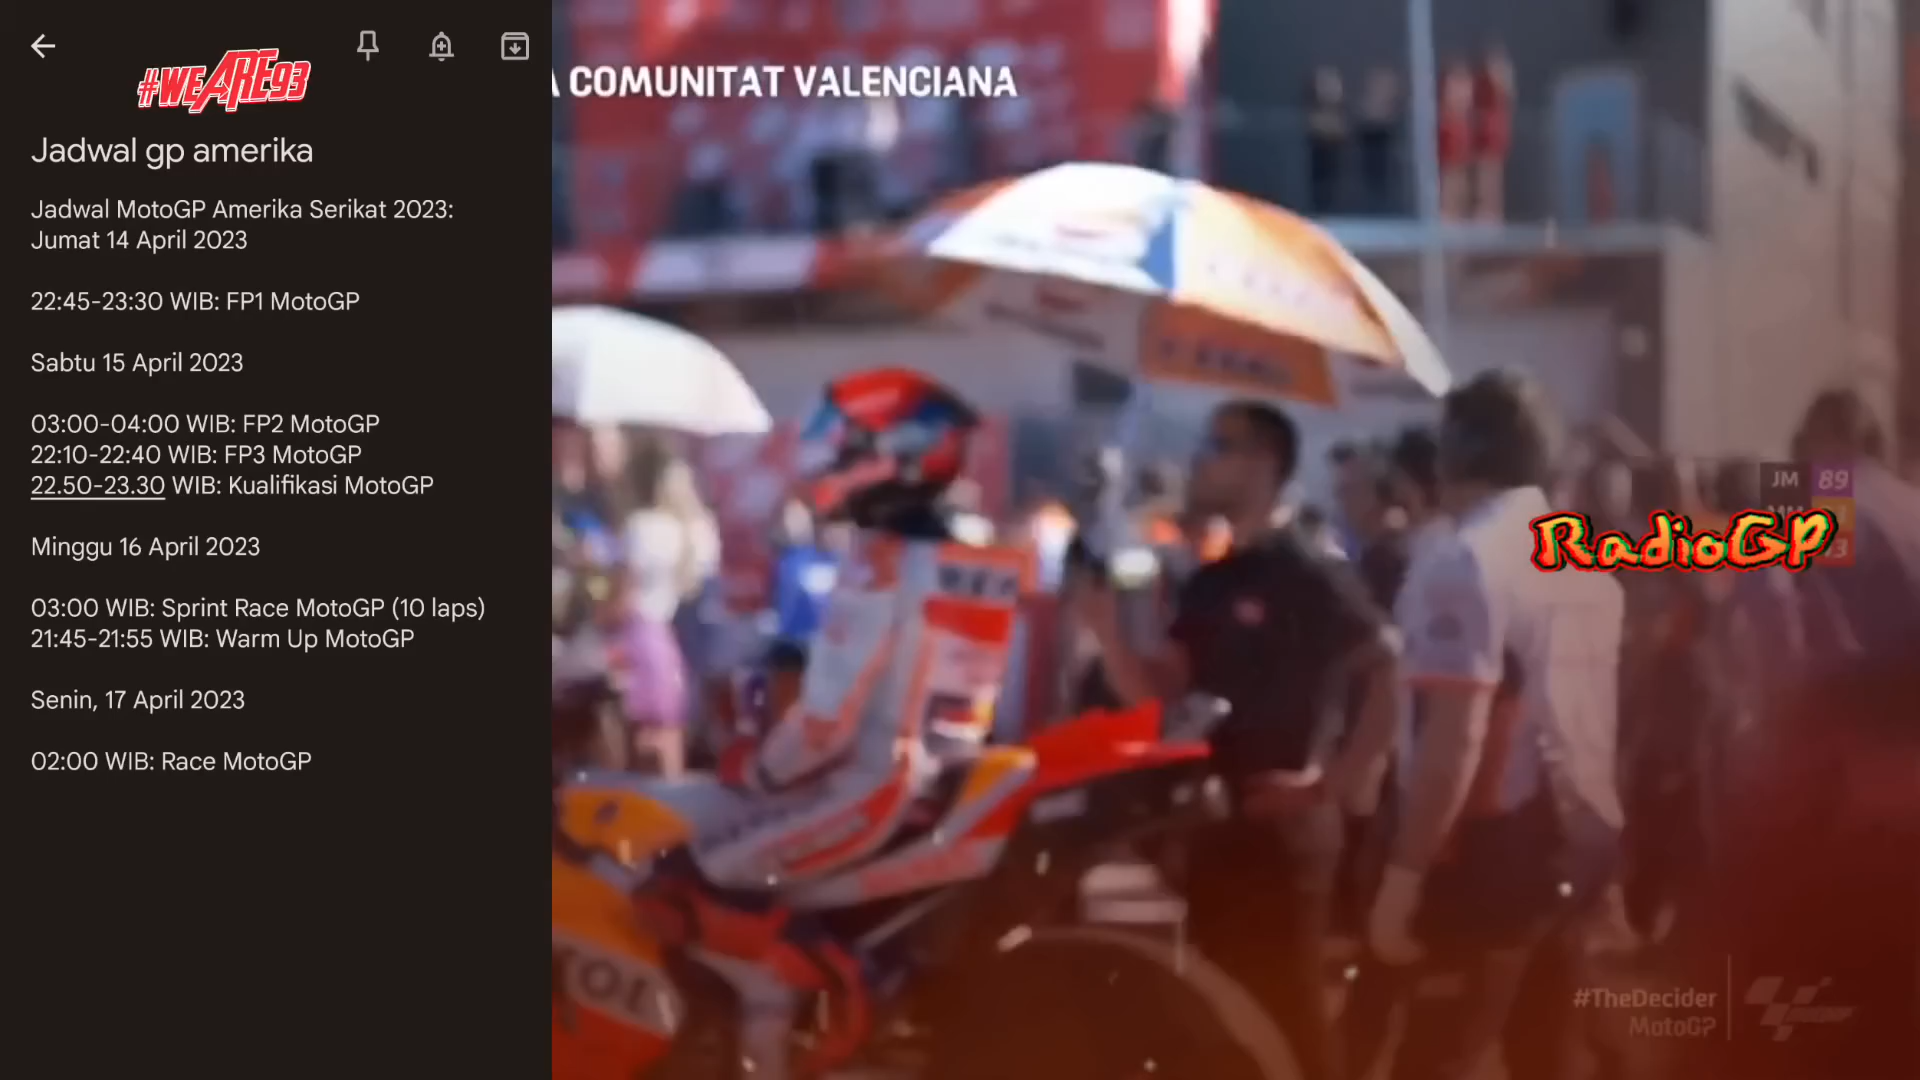 #WEARE93
Jadwal gp amerika
Jadwal MotoGP Amerika Serikat 2023:
Jumat 14 April 2023
22:45-23:30 WIB: FP1 MotoGP
Sabtu 15 April 2023
03:00-04:00 WIB: FP2 MotoGP
22:10-22:40 WIB: FP3 MotoGP
22.50-23.30 WIB: Kualifikasi MotoGP
Minggu 16 April 2023
03:00 WIB: Sprint Race MotoGP (10 laps)
21:45-21:55 WIB: Warm Up MotoGP
Senin, 17 April 2023
02:00 WIB: Race MotoGP
A COMUNITAT VALENCIANA
JM 89
RadioGP
#TheDecider
MotoGP